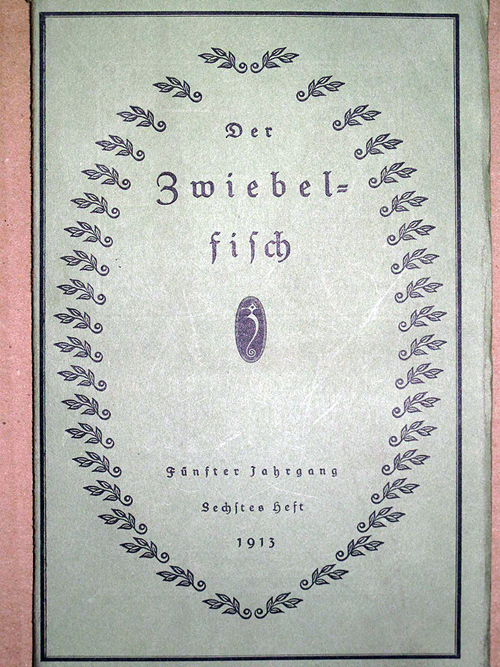 Der
Zwiebel=
fiſch
Fünfter Jahrgang
Sechſtes Heft
1913